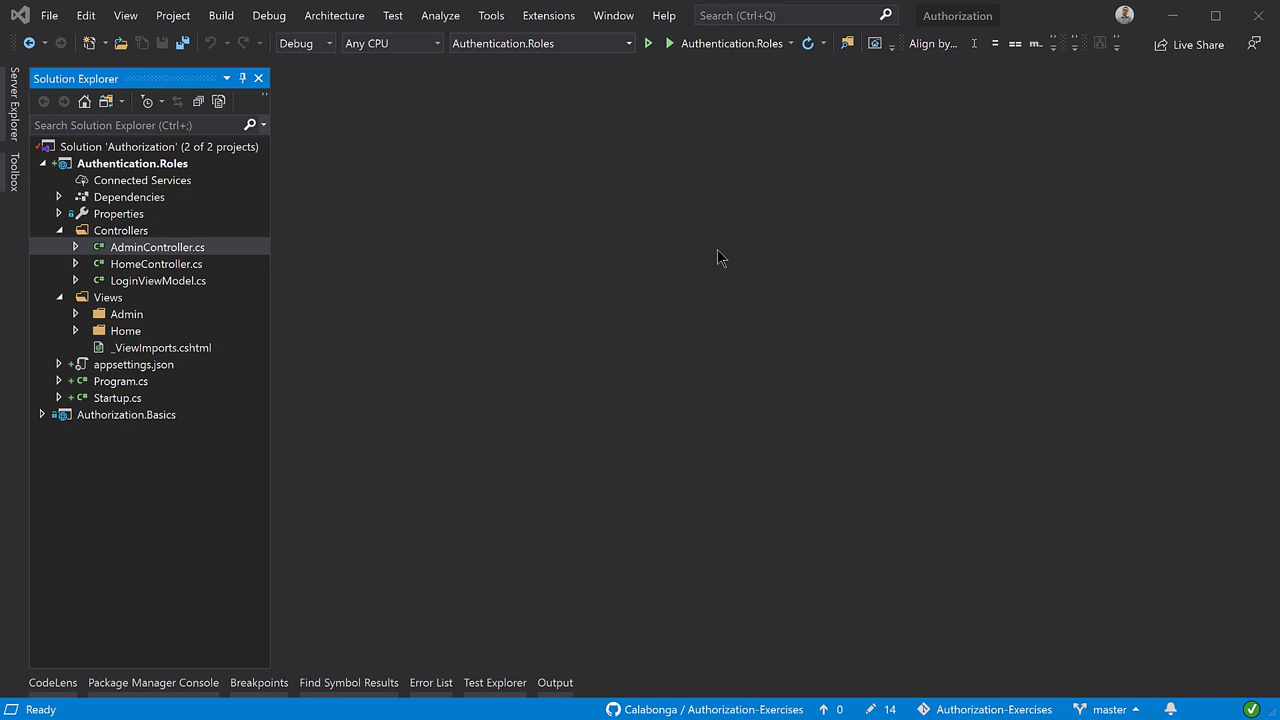 File Edit View Project Build Debug Architecture Test Analyze Tools Extensions Window Help Search (Ctrl+Q) Authorization
Debug Any CPU Authentication.Roles Authentication.Roles Align by... Live Share
Server Explorer
Toolbox
Solution Explorer
Search Solution Explorer (Ctrl+;)
Solution 'Authorization' (2 of 2 projects)
Authentication.Roles
Connected Services
Dependencies
Properties
Controllers
C# AdminController.cs
C# HomeController.cs
C# LoginViewModel.cs
Views
Admin
Home
_ViewImports.cshtml
appsettings.json
C# Program.cs
C# Startup.cs
Authorization.Basics
CodeLens Package Manager Console Breakpoints Find Symbol Results Error List Test Explorer Output
Ready Calabonga / Authorization-Exercises 0 14 Authorization-Exercises master